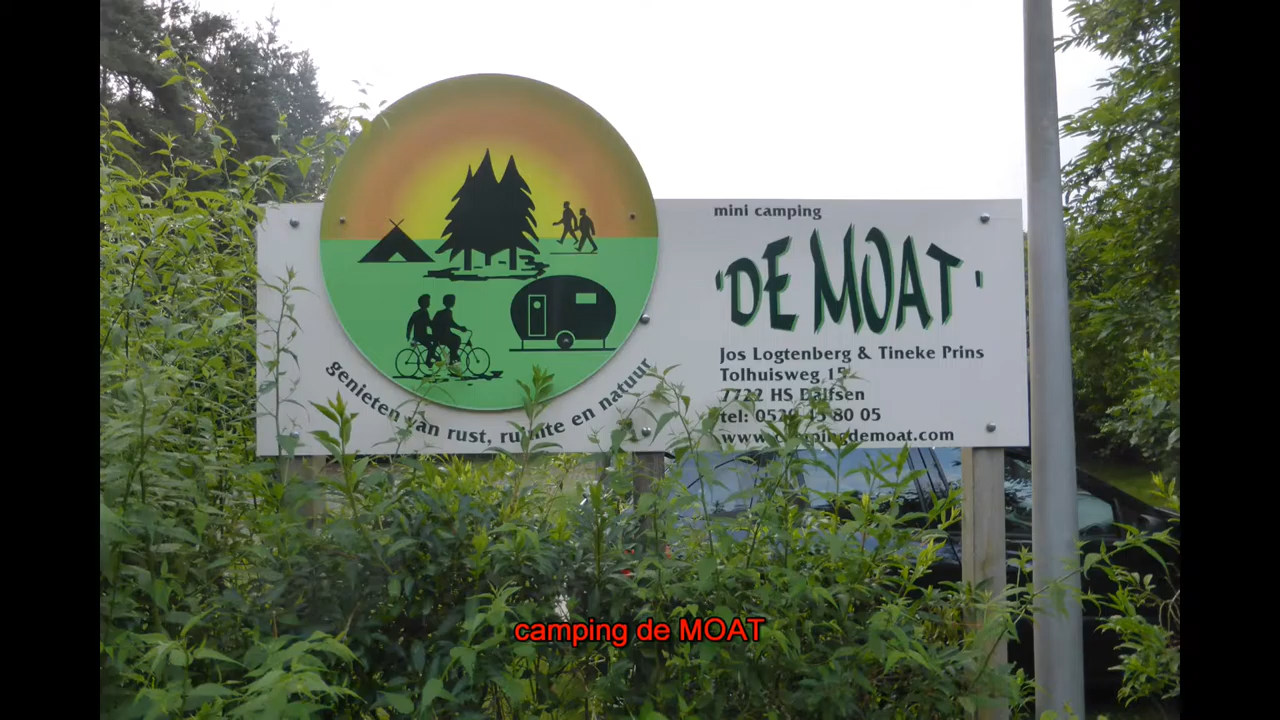 mini camping
'DE MOAT'
Jos Logtenberg & Tineke Prins
Tolhuisweg 15
7722 HS Dalfsen
tel: 0529 43 80 05
www.campingdemoat.com
genieten van rust, ruimte en natuur
camping de MOAT